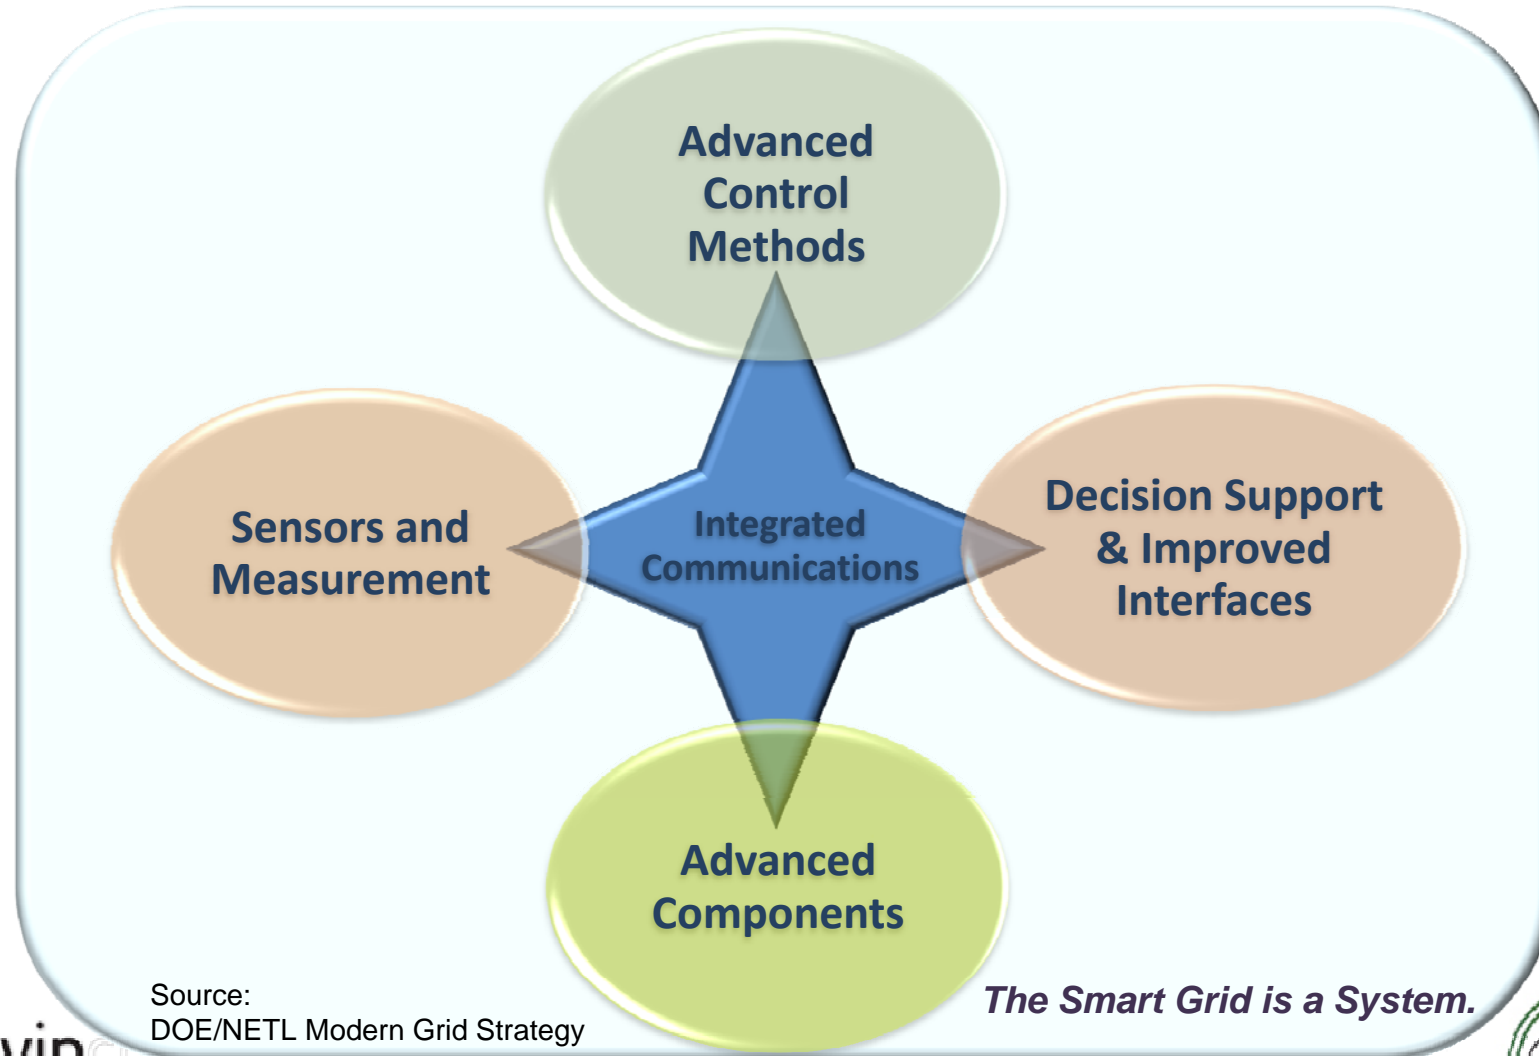 Advanced
Control
Methods
Sensors and
Measurement
Integrated
Communications
Decision Support
& Improved
Interfaces
Advanced
Components
Source:
DOE/NETL Modern Grid Strategy
The Smart Grid is a System.